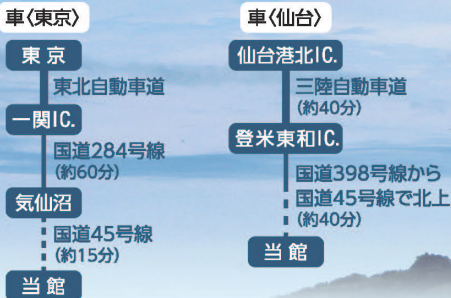 車〈東京〉
東京
東北自動車道
一関IC.
国道284号線
(約60分)
気仙沼
国道45号線
(約15分)
当館
車〈仙台〉
仙台港北IC.
三陸自動車道
(約40分)
登米東和IC.
国道398号線から
国道45号線で北上
(約40分)
当館